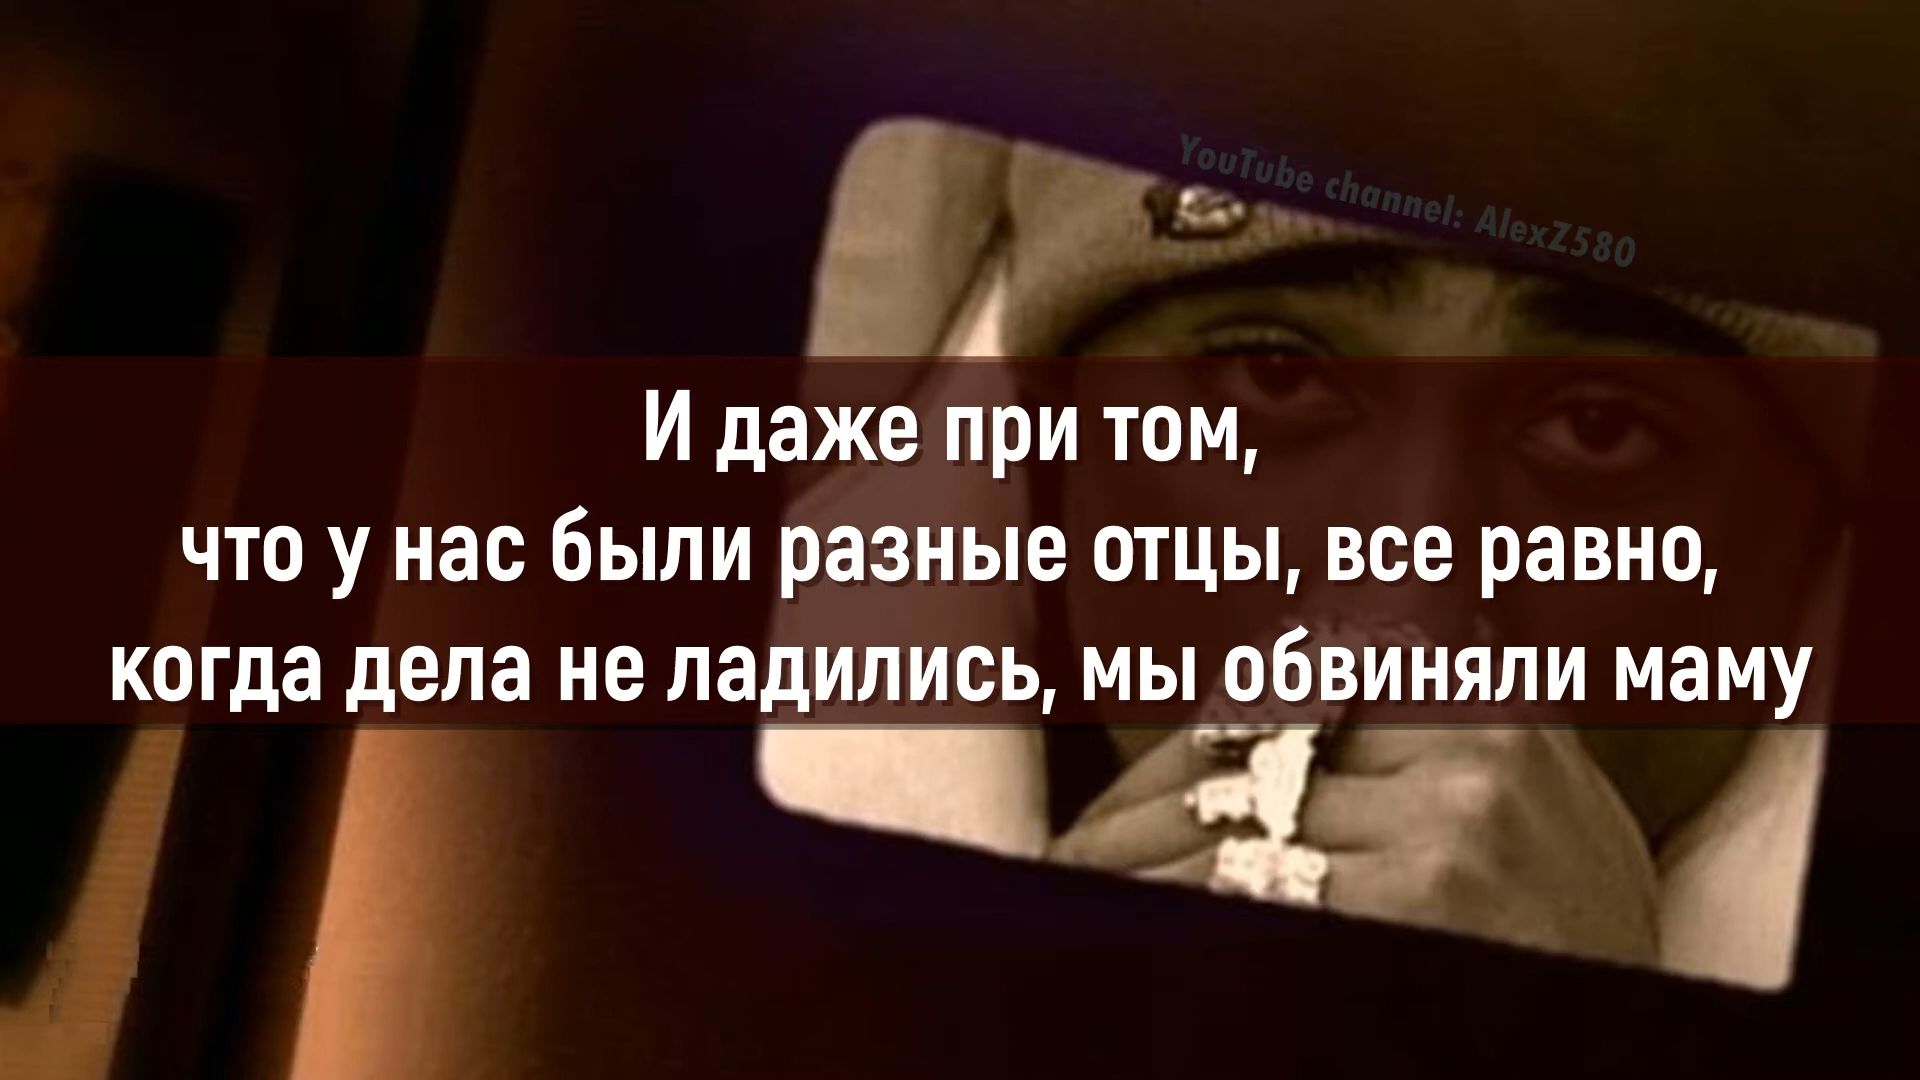 YouTube channel: AlexZ580
И даже при том,
что у нас были разные отцы, все равно,
когда дела не ладились, мы обвиняли маму